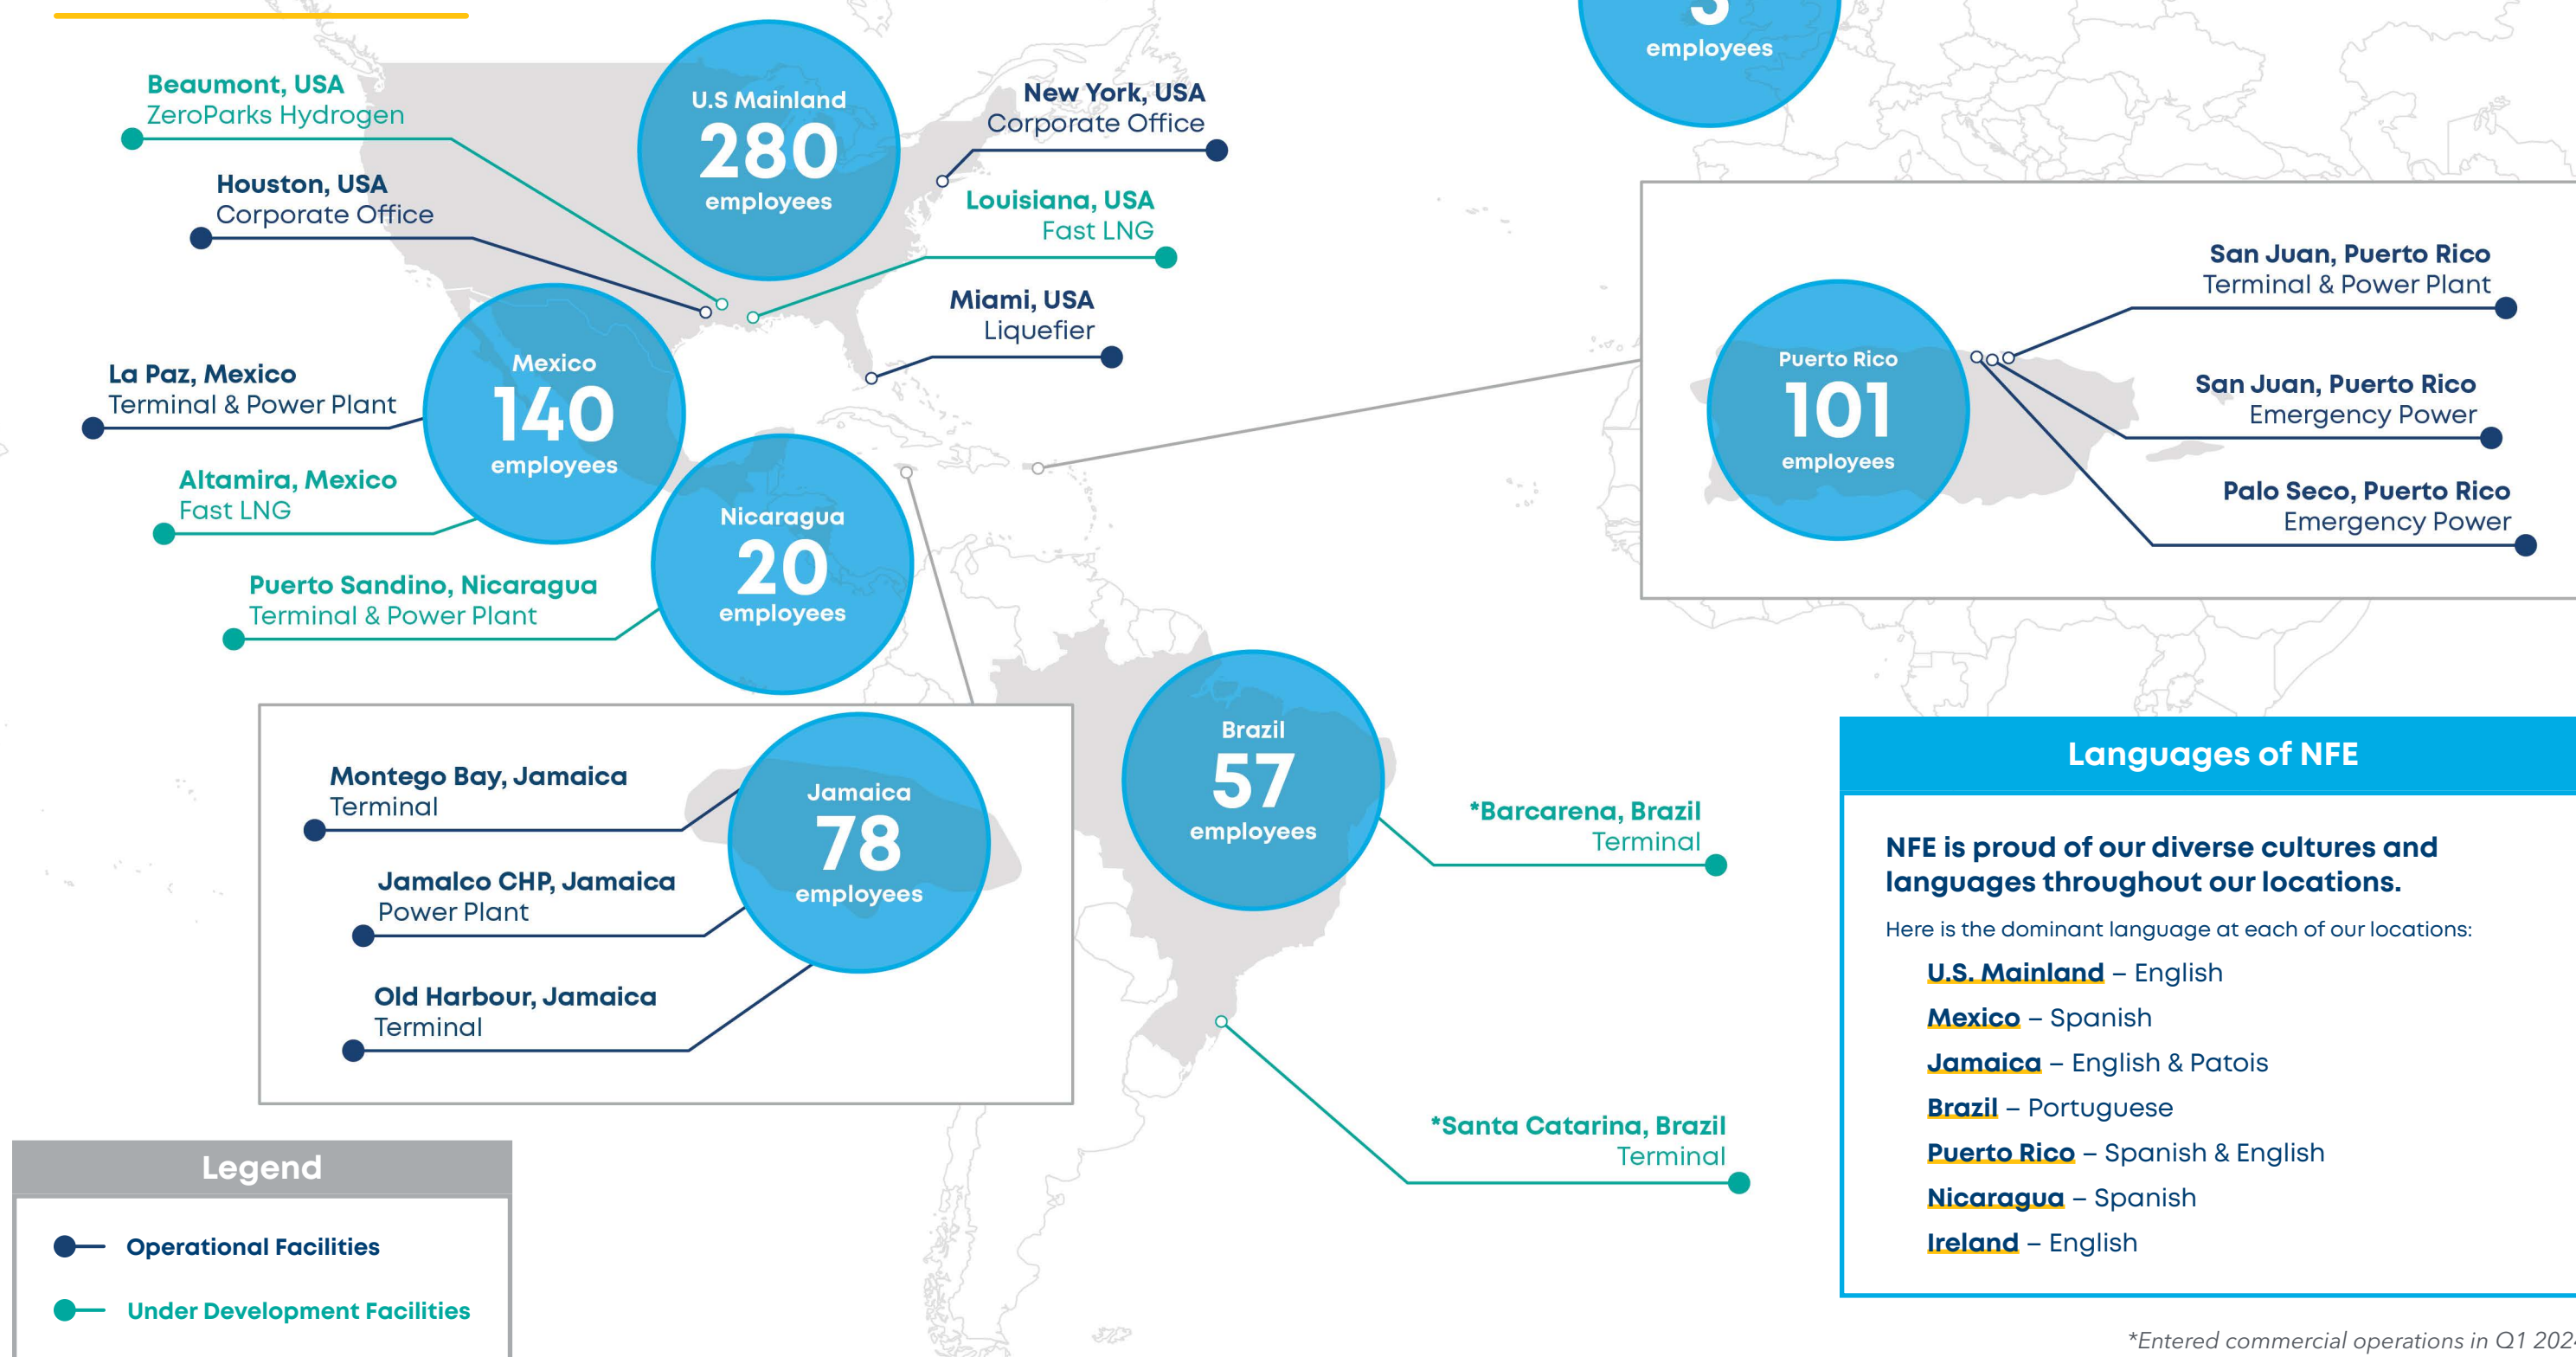 employees
Beaumont, USA
ZeroParks Hydrogen
Houston, USA
Corporate Office
U.S Mainland
280
employees
New York, USA
Corporate Office
Louisiana, USA
Fast LNG
Miami, USA
Liquefier
La Paz, Mexico
Terminal & Power Plant
Mexico
140
employees
Altamira, Mexico
Fast LNG
Nicaragua
20
employees
Puerto Sandino, Nicaragua
Terminal & Power Plant
Puerto Rico
101
employees
San Juan, Puerto Rico
Terminal & Power Plant
San Juan, Puerto Rico
Emergency Power
Palo Seco, Puerto Rico
Emergency Power
Montego Bay, Jamaica
Terminal
Jamalco CHP, Jamaica
Power Plant
Old Harbour, Jamaica
Terminal
Jamaica
78
employees
Brazil
57
employees
*Barcarena, Brazil
Terminal
*Santa Catarina, Brazil
Terminal
Languages of NFE
NFE is proud of our diverse cultures and
languages throughout our locations.
Here is the dominant language at each of our locations:
U.S. Mainland – English
Mexico – Spanish
Jamaica – English & Patois
Brazil – Portuguese
Puerto Rico – Spanish & English
Nicaragua – Spanish
Ireland – English
Legend
Operational Facilities
Under Development Facilities
*Entered commercial operations in Q1